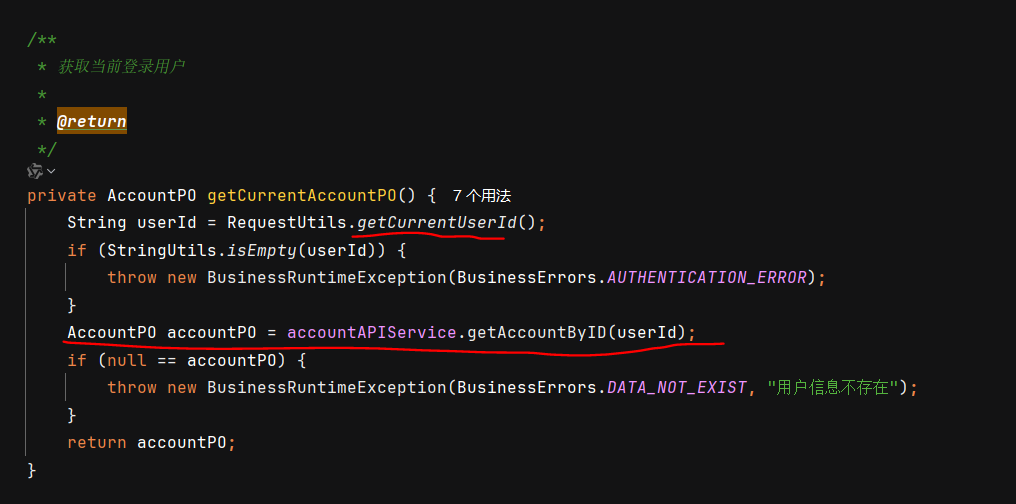 /**
 * 获取当前登录用户
 *
 * @return
 */
private AccountPO getCurrentAccountPO() { 7 个用法
    String userId = RequestUtils.getCurrentUserId();
    if (StringUtils.isEmpty(userId)) {
        throw new BusinessRuntimeException(BusinessErrors.AUTHENTICATION_ERROR);
    }
    AccountPO accountPO = accountAPIService.getAccountByID(userId);
    if (null == accountPO) {
        throw new BusinessRuntimeException(BusinessErrors.DATA_NOT_EXIST, "用户信息不存在");
    }
    return accountPO;
}